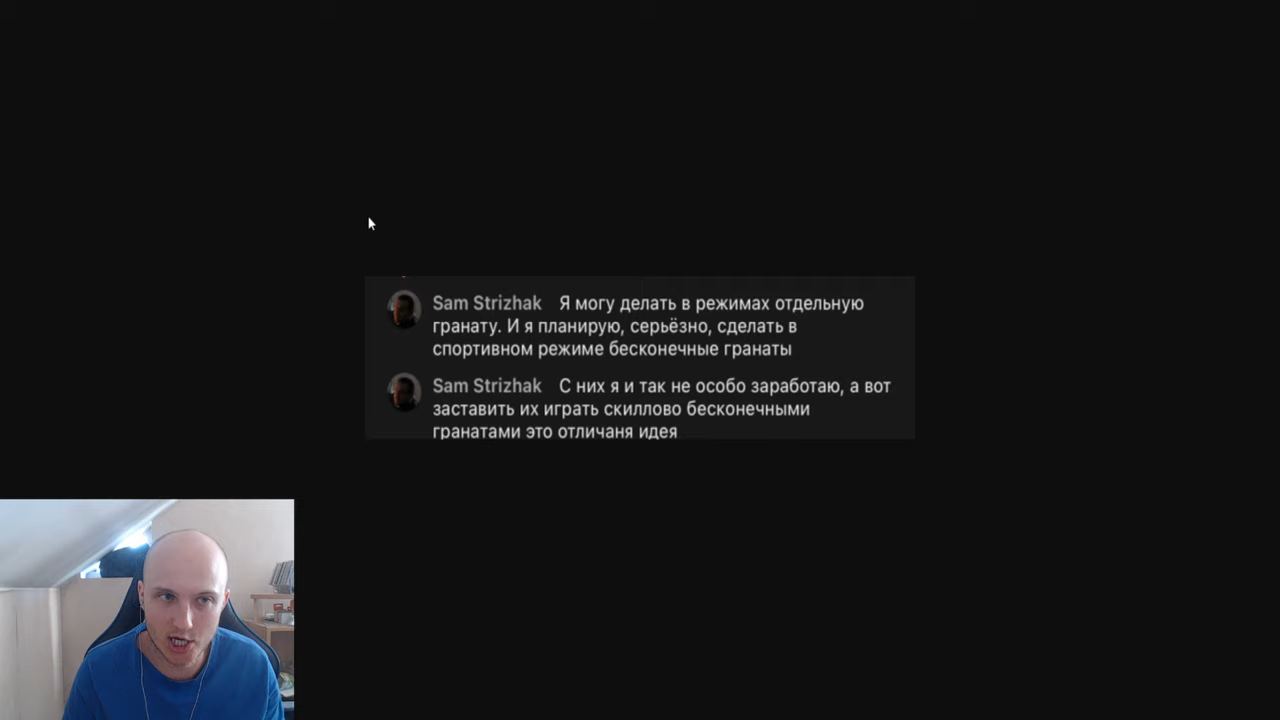 Sam Strizhak Я могу делать в режимах отдельную
гранату. И я планирую, серьёзно, сделать в
спортивном режиме бесконечные гранаты
Sam Strizhak С них я и так не особо заработаю, а вот
заставить их играть скиллово бесконечными
гранатами это отличаня идея